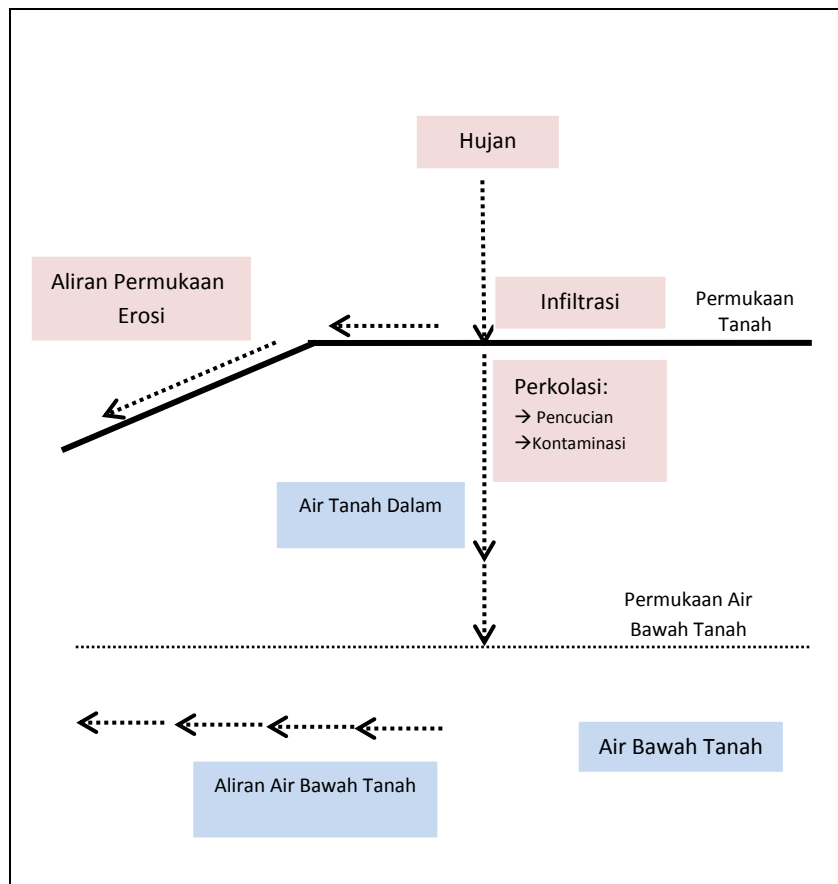 Hujan
Aliran Permukaan
Erosi
Infiltrasi
Permukaan
Tanah
Perkolasi:
→ Pencucian
→Kontaminasi
Air Tanah Dalam
Permukaan Air
Bawah Tanah
Air Bawah Tanah
Aliran Air Bawah Tanah